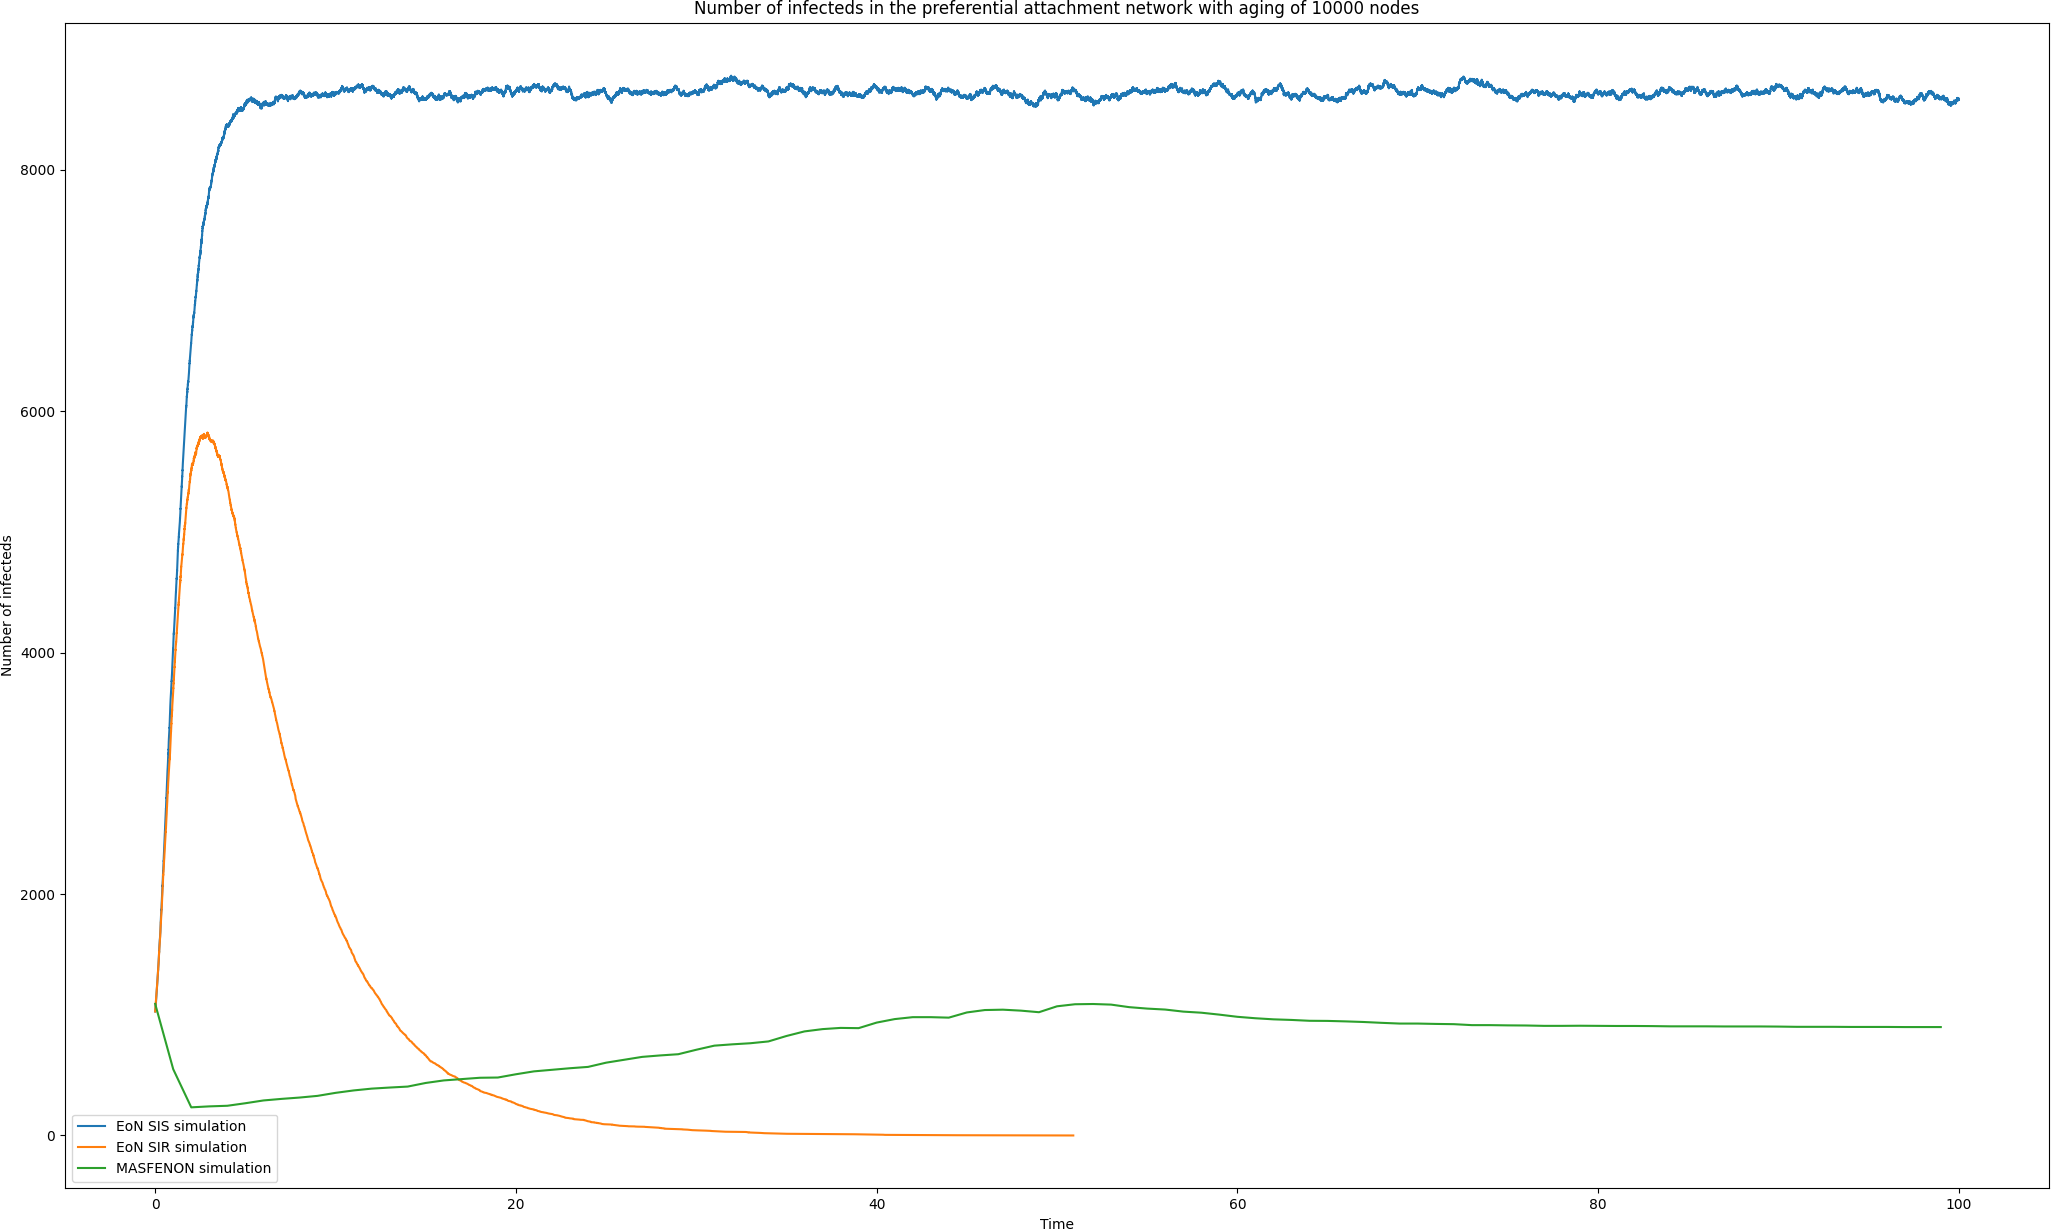 Number of infecteds in the preferential attachment network with aging of 10000 nodes
Number of infecteds
8000
6000
4000
2000
0
EoN SIS simulation
EoN SIR simulation
MASFENON simulation
0 20 40 60 80 100
Time